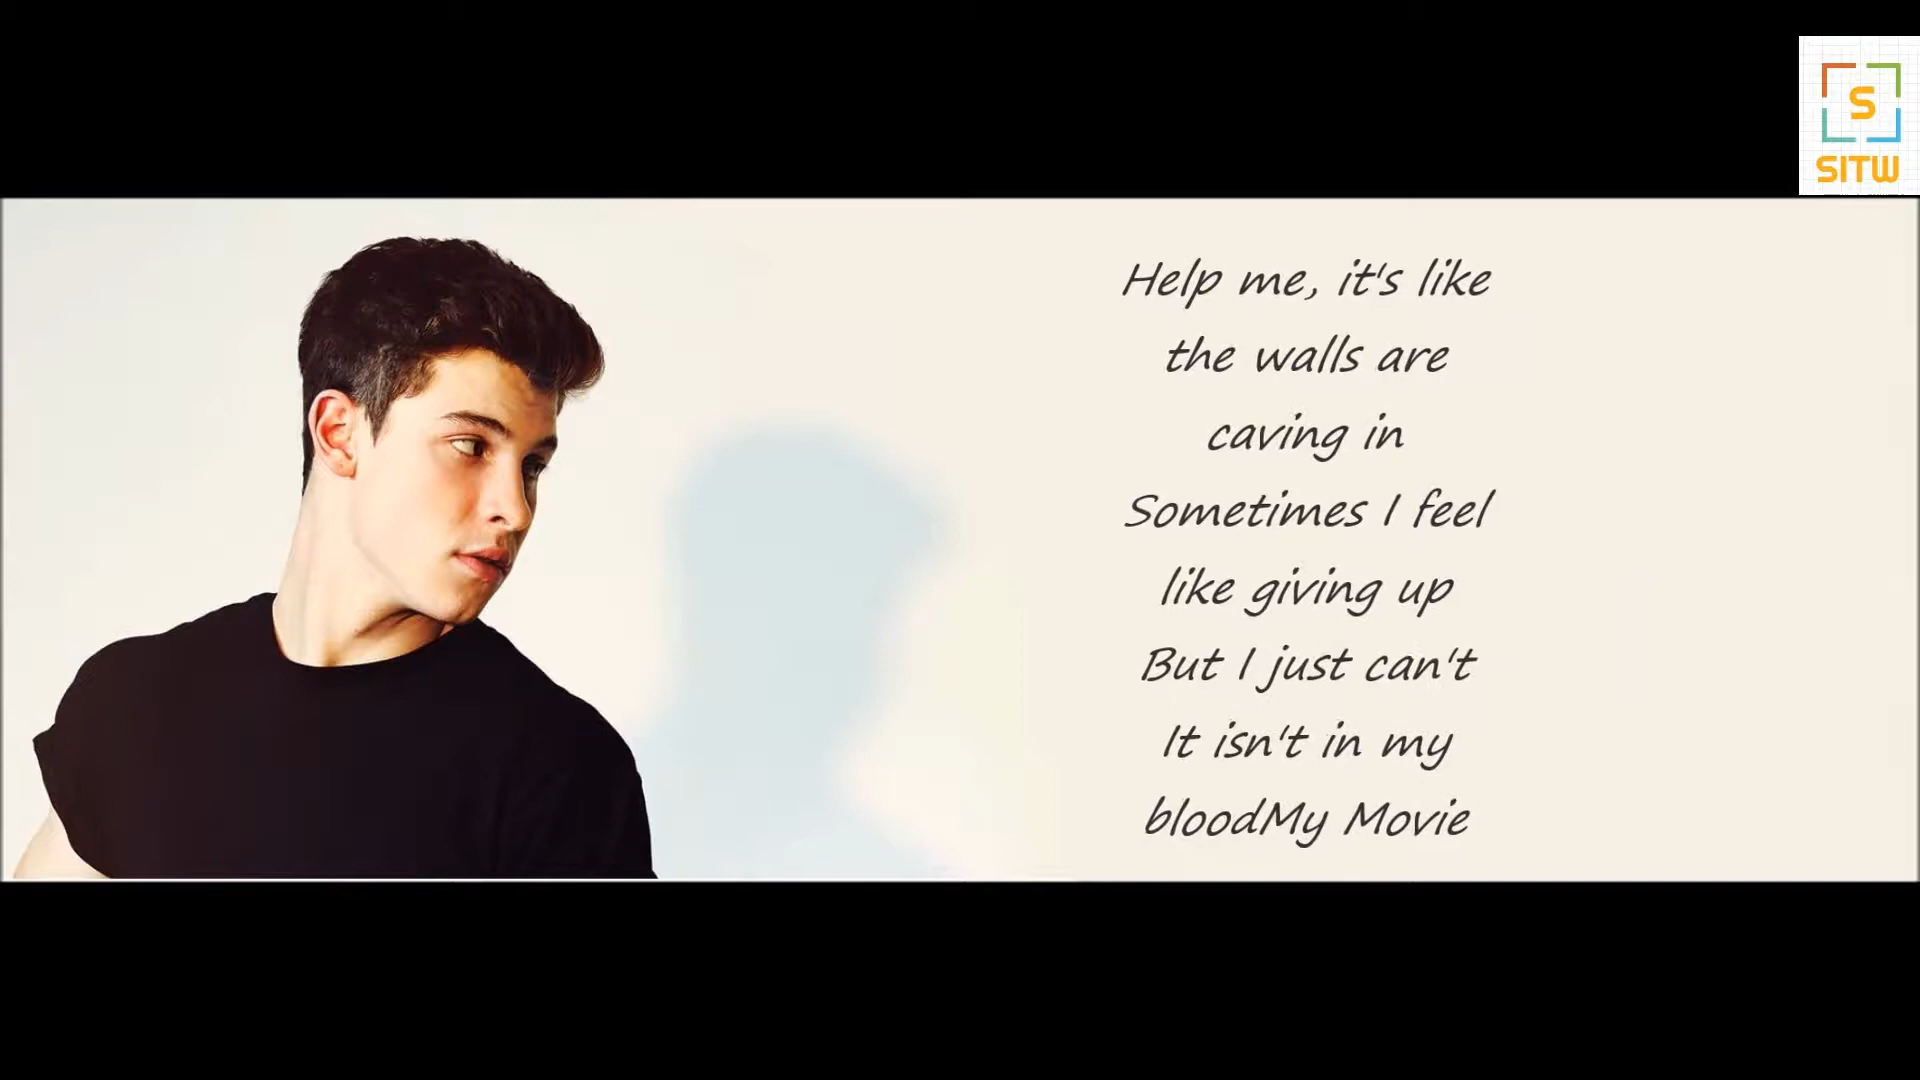 S
SITW
Help me, it's like
the walls are
caving in
Sometimes I feel
like giving up
But I just can't
It isn't in my
bloodMy Movie